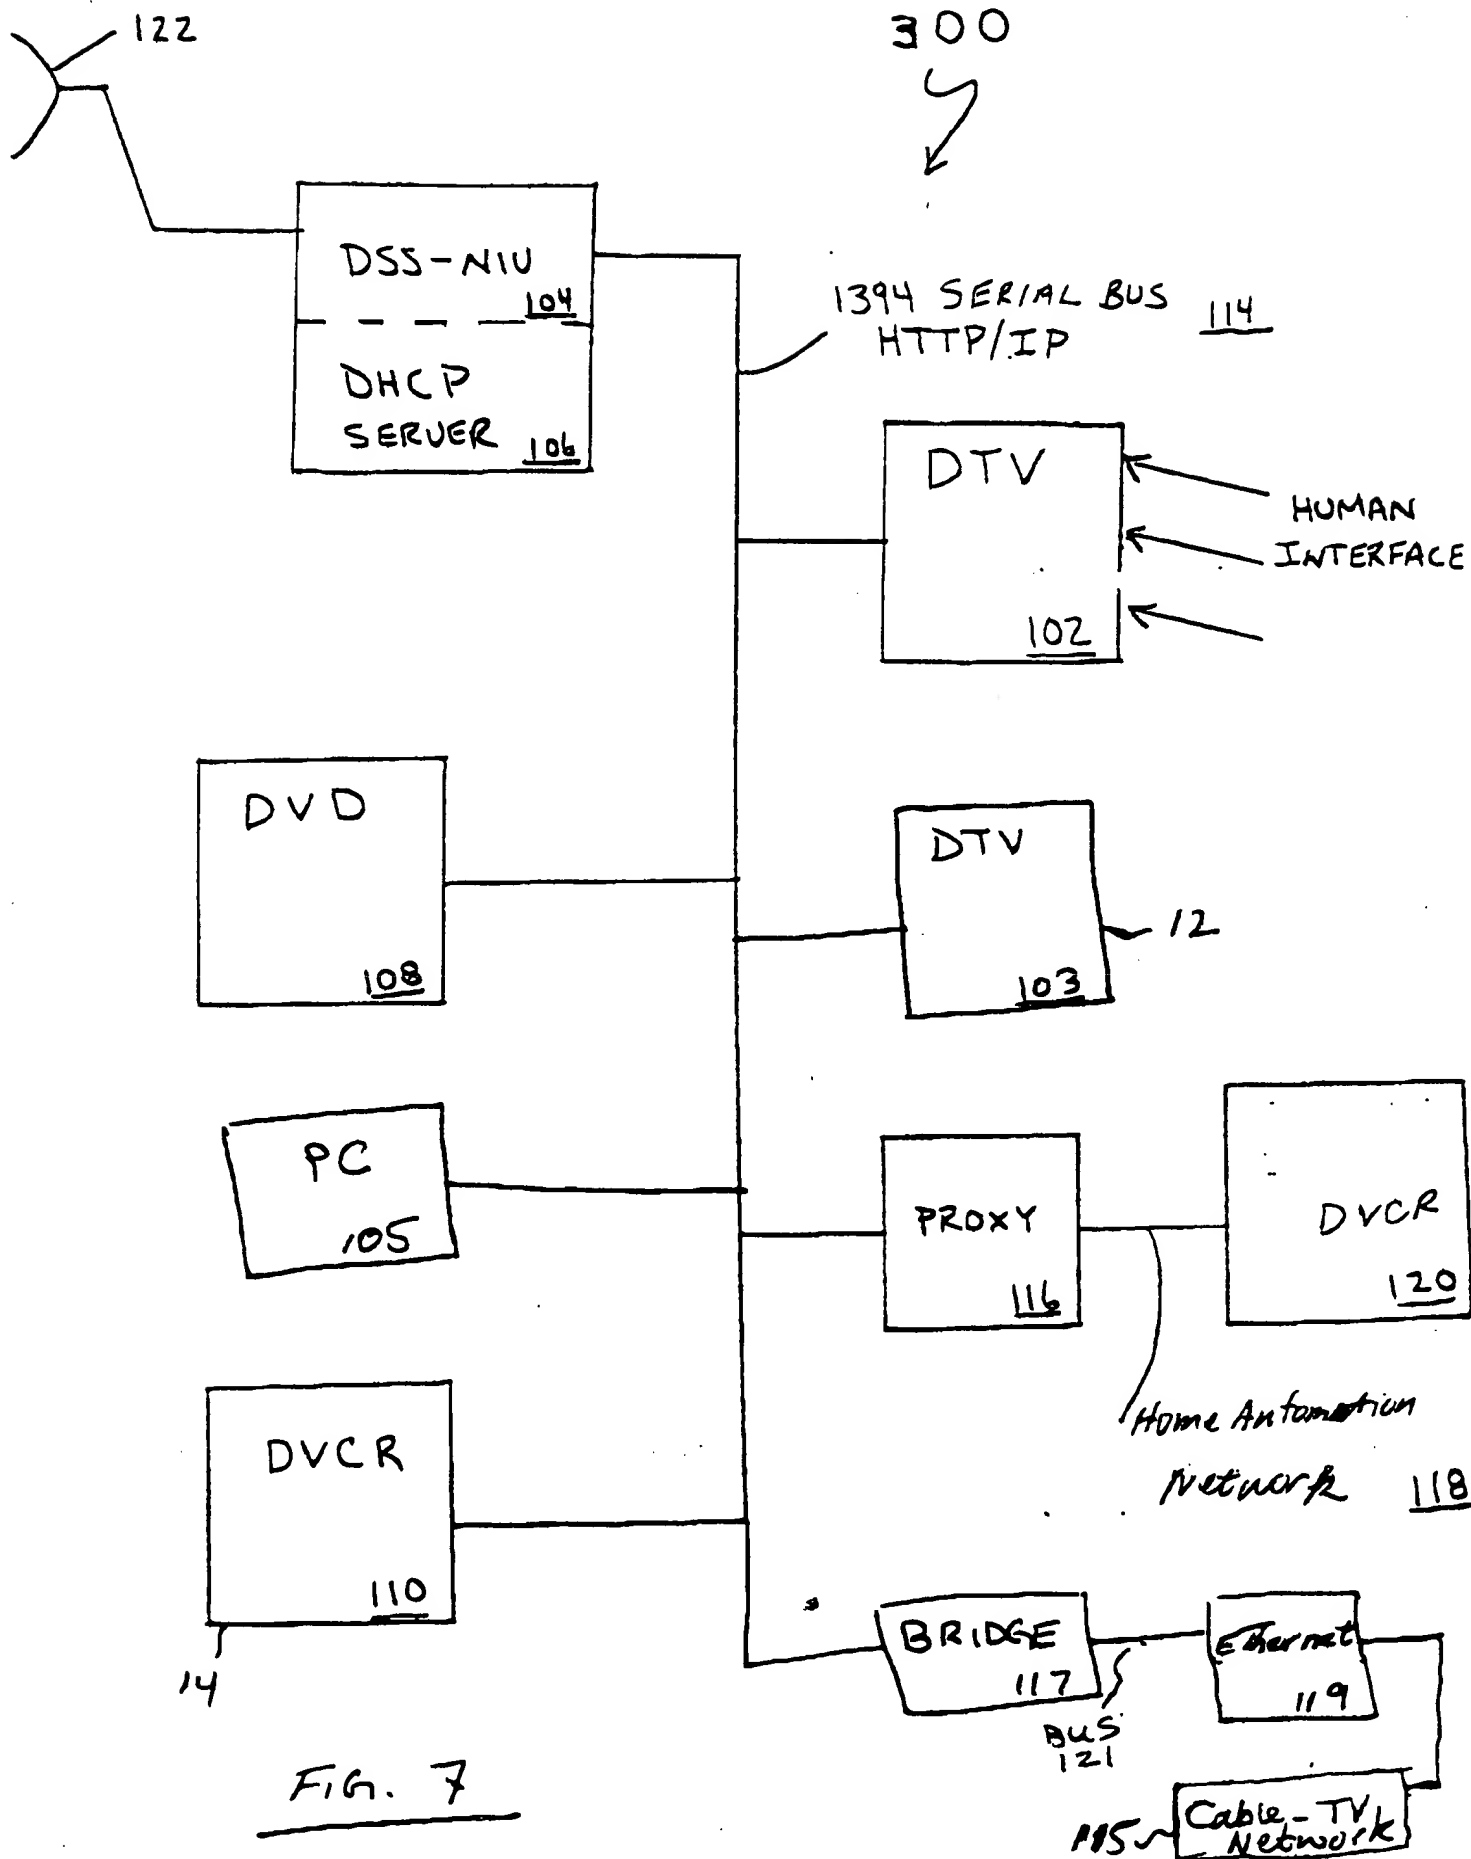 122
300
DSS-NIU
104
DHCP
SERVER
106
1394 SERIAL BUS
HTTP/IP
114
DTV
102
HUMAN
INTERFACE
DVD
108
DTV
12
103
PC
105
PROXY
116
DVCR
120
Home Automation
Network
118
DVCR
110
14
BRIDGE
117
BUS
121
Ethernet
119
Cable-TV
Network
115
FIG. 7